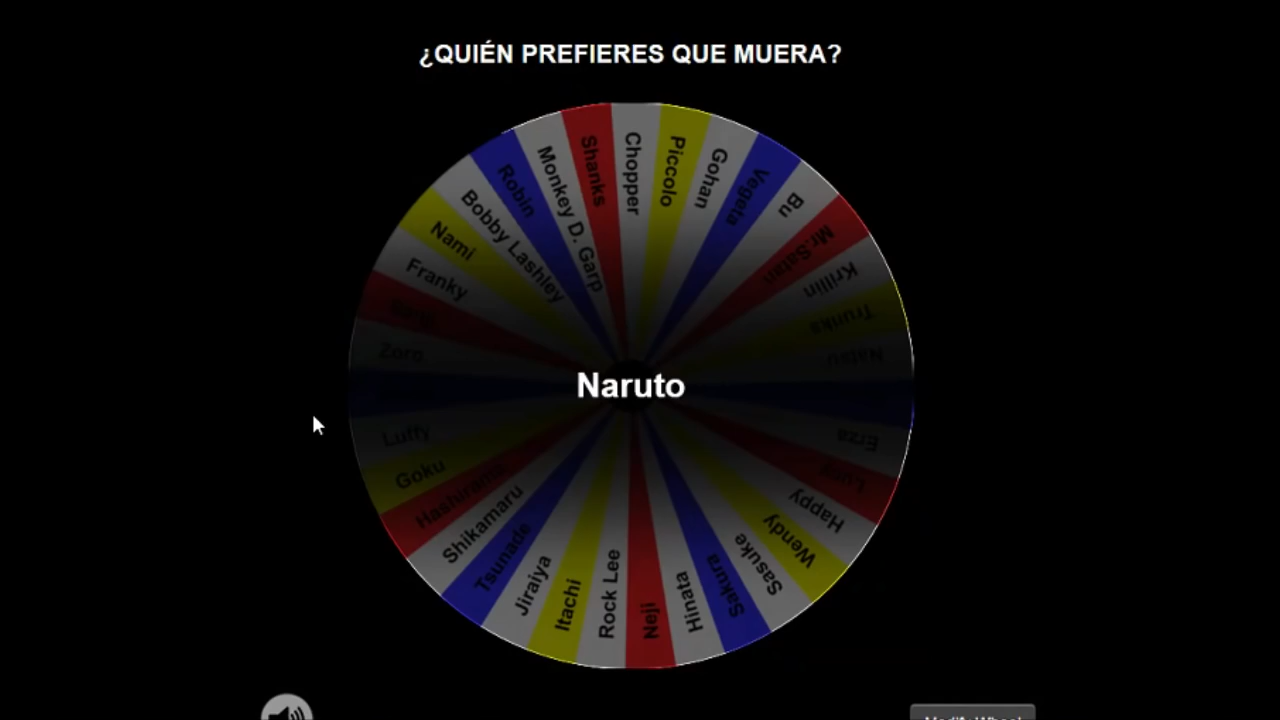 ¿QUIÉN PREFIERES QUE MUERA?
Chopper
Piccolo
Gohan
Vegeta
Bu
Mr.Satan
Krillin
Trunks
Natsu
Erza
Lucy
Happy
Wendy
Sasuke
Sakura
Hinata
Neji
Rock Lee
Itachi
Jiraiya
Tsunade
Shikamaru
Hashirama
Goku
Luffy
Zoro
Sanji
Franky
Nami
Bobby Lashley
Robin
Monkey D. Garp
Shanks
Naruto